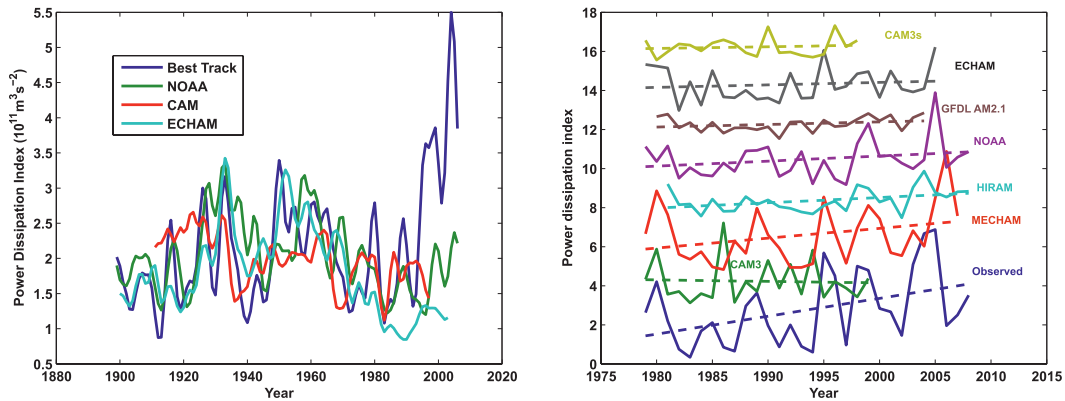 5.5
5
4.5
4
3.5
3
2.5
2
1.5
1
0.5
Power Dissipation Index (10^11 m^3 s^−2)
Best Track
NOAA
CAM
ECHAM
1880
1900
1920
1940
1960
1980
2000
2020
Year
18
16
14
12
10
8
6
4
2
0
Power dissipation index
CAM3s
ECHAM
GFDL AM2.1
NOAA
HIRAM
MECHAM
CAM3
Observed
1975
1980
1985
1990
1995
2000
2005
2010
2015
Year